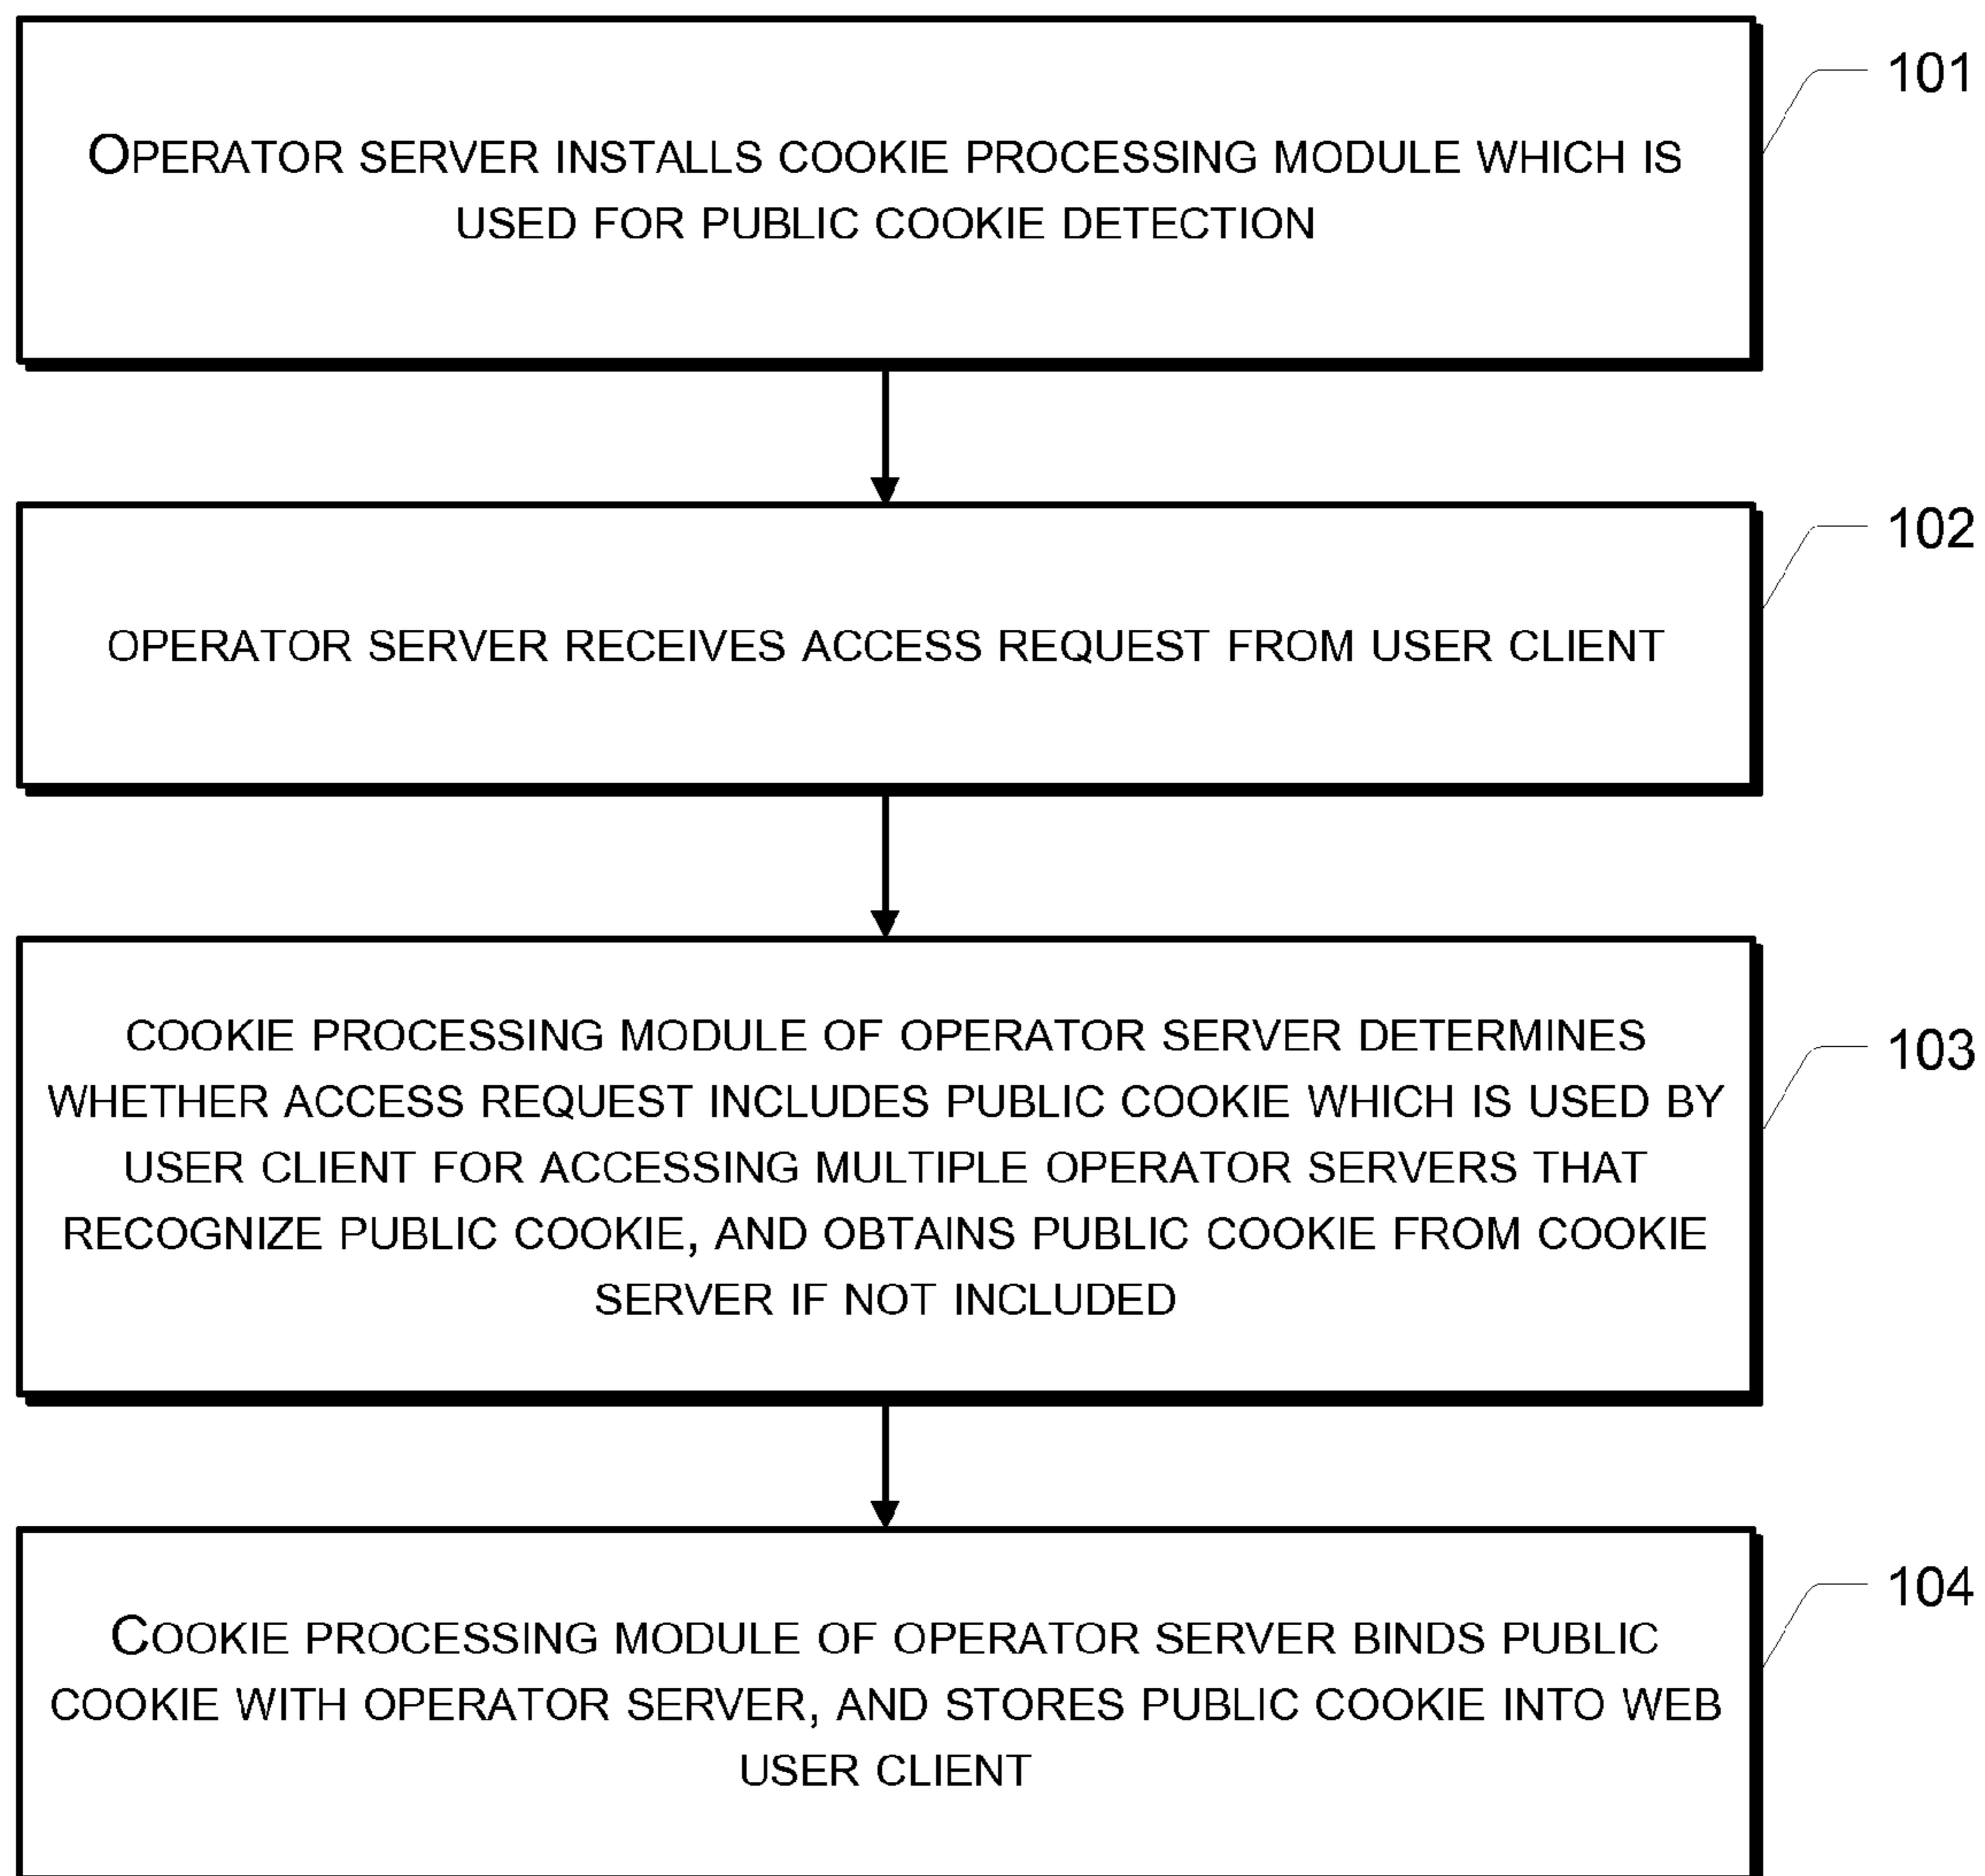 OPERATOR SERVER INSTALLS COOKIE PROCESSING MODULE WHICH IS
USED FOR PUBLIC COOKIE DETECTION
101
OPERATOR SERVER RECEIVES ACCESS REQUEST FROM USER CLIENT
102
COOKIE PROCESSING MODULE OF OPERATOR SERVER DETERMINES
WHETHER ACCESS REQUEST INCLUDES PUBLIC COOKIE WHICH IS USED BY
USER CLIENT FOR ACCESSING MULTIPLE OPERATOR SERVERS THAT
RECOGNIZE PUBLIC COOKIE, AND OBTAINS PUBLIC COOKIE FROM COOKIE
SERVER IF NOT INCLUDED
103
COOKIE PROCESSING MODULE OF OPERATOR SERVER BINDS PUBLIC
COOKIE WITH OPERATOR SERVER, AND STORES PUBLIC COOKIE INTO WEB
USER CLIENT
104